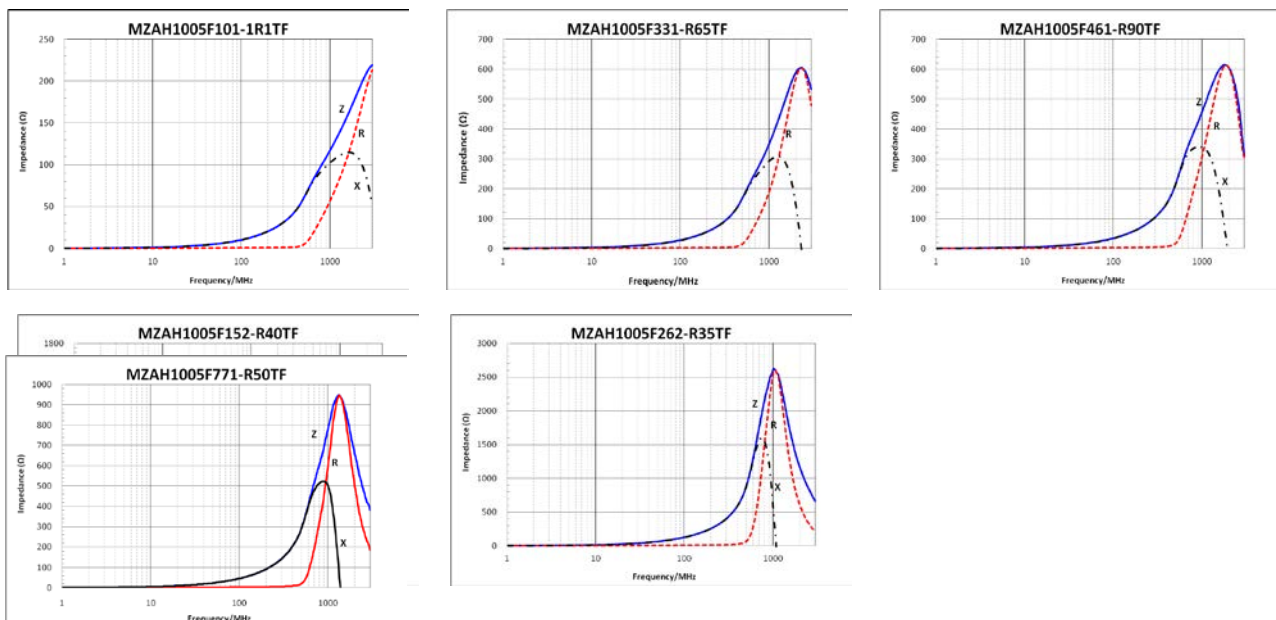 MZAH1005F101-1R1TF
250
200
150
100
50
0
Impedance (Ω)
Z
R
X
1
10
100
1000
Frequency/MHz
MZAH1005F331-R65TF
700
600
500
400
300
200
100
0
Impedance (Ω)
Z
R
X
1
10
100
1000
Frequency/MHz
MZAH1005F461-R90TF
700
600
500
400
300
200
100
0
Impedance (Ω)
Z
R
X
1
10
100
1000
Frequency/MHz
MZAH1005F152-R40TF
1800
MZAH1005F771-R50TF
1000
900
800
700
600
500
400
300
200
100
0
Impedance (Ω)
Z
R
X
1
10
100
1000
Frequency/MHz
MZAH1005F262-R35TF
3000
2500
2000
1500
1000
500
0
Impedance (Ω)
Z
R
X
1
10
100
1000
Frequency/MHz